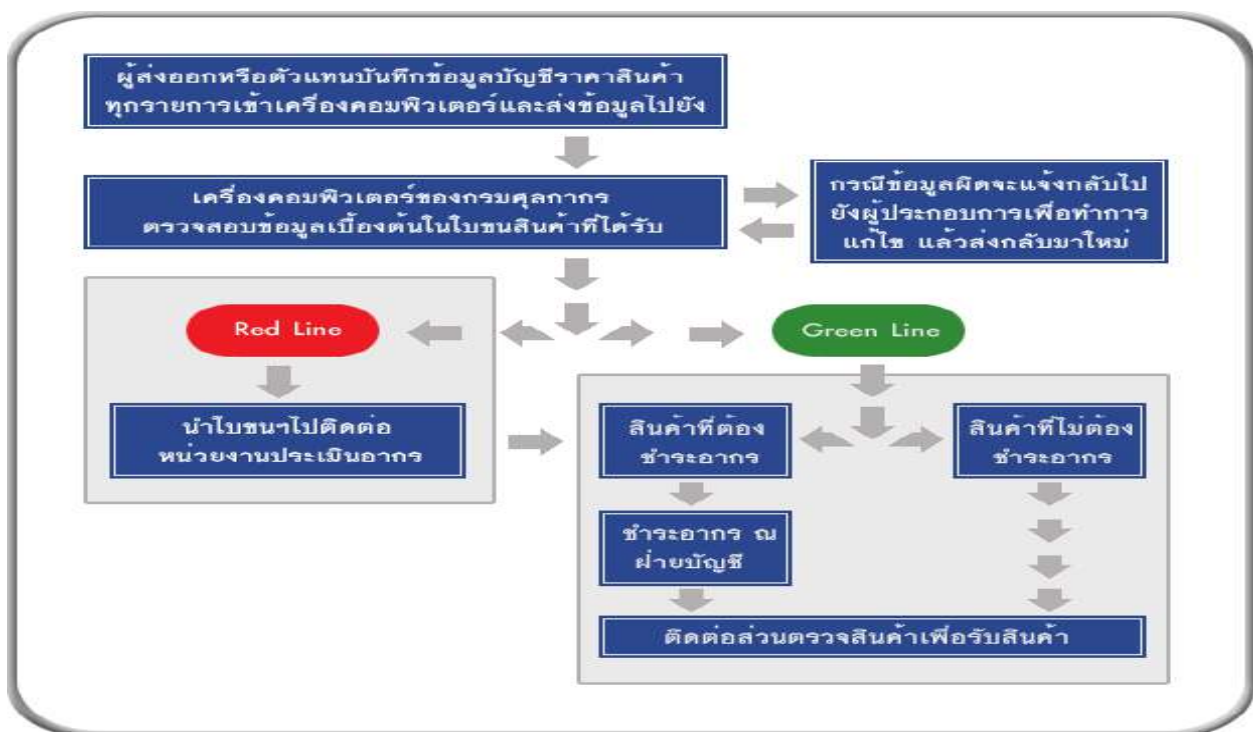 ผู้ส่งออกหรือตัวแทนบันทึกข้อมูลบัญชีราคาสินค้า
ทุกรายการเข้าเครื่องคอมพิวเตอร์และส่งข้อมูลไปยัง
เครื่องคอมพิวเตอร์ของกรมศุลกากร
ตรวจสอบข้อมูลเบื้องต้นในใบขนสินค้าที่ได้รับ
กรณีข้อมูลผิดจะแจ้งกลับไป
ยังผู้ประกอบการเพื่อทำการ
แก้ไข แล้วส่งกลับมาใหม่
Red Line
Green Line
นำใบขนฯไปติดต่อ
หน่วยงานประเมินอากร
สินค้าที่ต้อง
ชำระอากร
สินค้าที่ไม่ต้อง
ชำระอากร
ชำระอากร ณ
ฝ่ายบัญชี
ติดต่อส่วนตรวจสินค้าเพื่อรับสินค้า